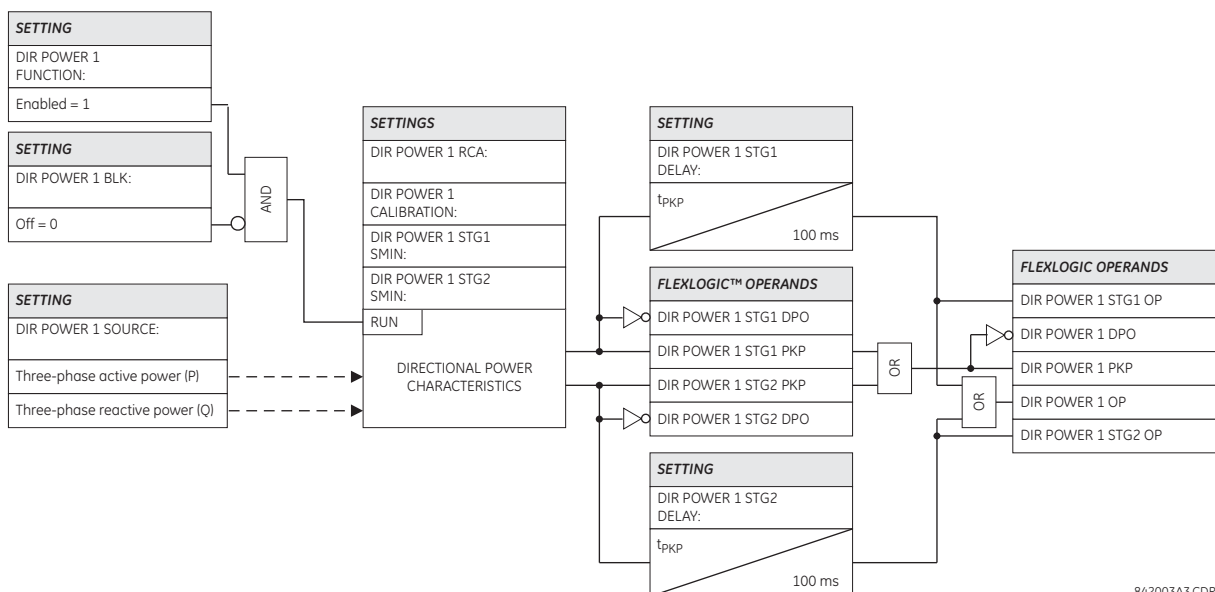 SETTING
DIR POWER 1
FUNCTION:
Enabled = 1
SETTING
DIR POWER 1 BLK:
Off = 0
SETTING
DIR POWER 1 SOURCE:
Three-phase active power (P)
Three-phase reactive power (Q)
AND
SETTINGS
DIR POWER 1 RCA:
DIR POWER 1
CALIBRATION:
DIR POWER 1 STG1
SMIN:
DIR POWER 1 STG2
SMIN:
RUN
DIRECTIONAL POWER
CHARACTERISTICS
SETTING
DIR POWER 1 STG1
DELAY:
tPKP
100 ms
FLEXLOGIC™ OPERANDS
DIR POWER 1 STG1 DPO
DIR POWER 1 STG1 PKP
DIR POWER 1 STG2 PKP
DIR POWER 1 STG2 DPO
SETTING
DIR POWER 1 STG2
DELAY:
tPKP
100 ms
OR
OR
FLEXLOGIC OPERANDS
DIR POWER 1 STG1 OP
DIR POWER 1 DPO
DIR POWER 1 PKP
DIR POWER 1 OP
DIR POWER 1 STG2 OP
842003A3.CDR